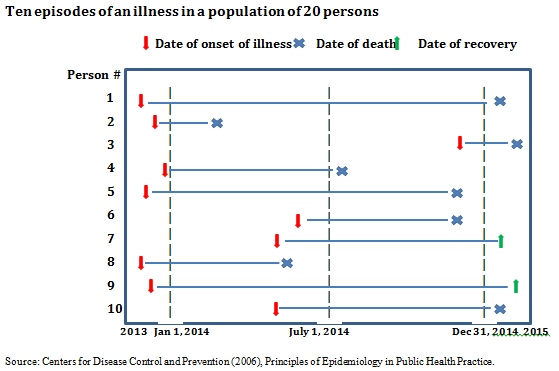 Ten episodes of an illness in a population of 20 persons
Date of onset of illness Date of death Date of recovery
Person #
1
2
3
4
5
6
7
8
9
10
2013 Jan 1, 2014 July 1, 2014 Dec 31, 2014 2015
Source: Centers for Disease Control and Prevention (2006), Principles of Epidemiology in Public Health Practice.